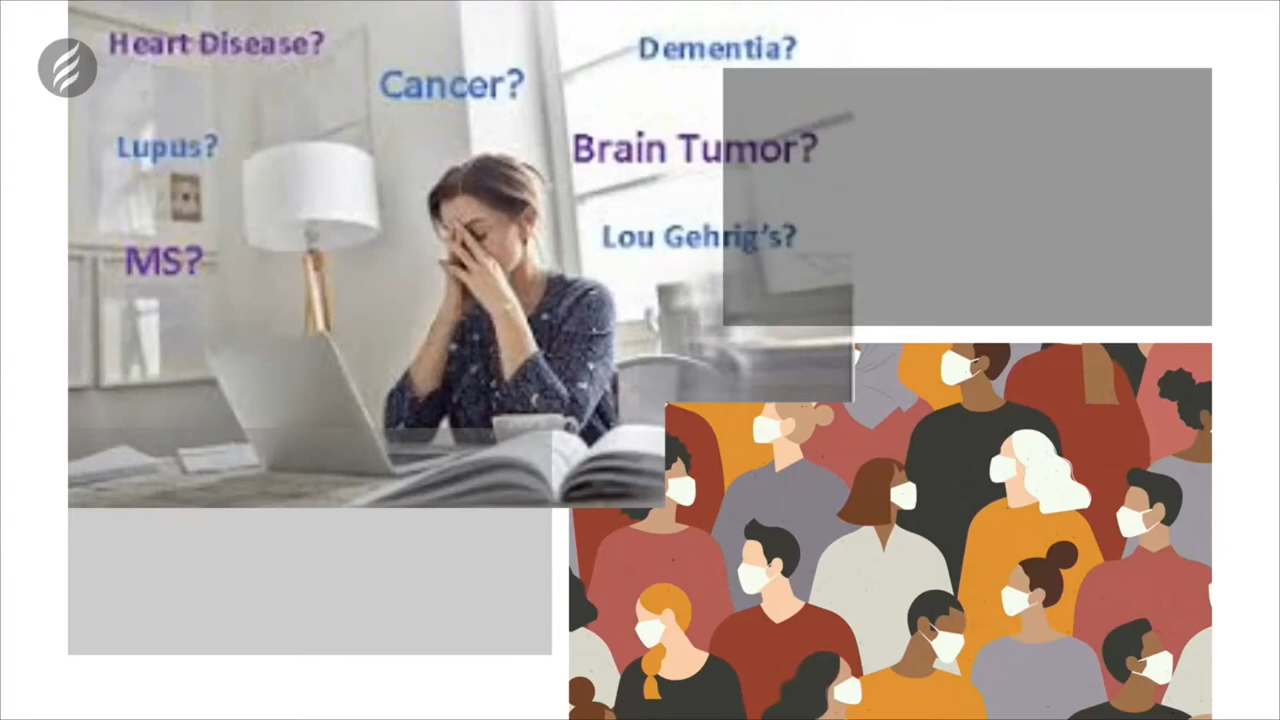 Heart Disease?
Dementia?
Cancer?
Lupus?
Brain Tumor?
Lou Gehrig's?
MS?